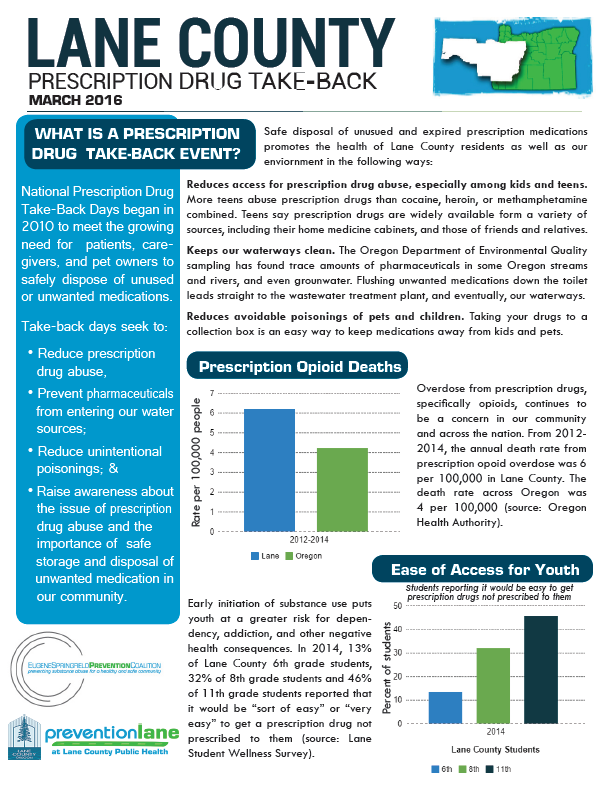 LANE COUNTY
PRESCRIPTION DRUG TAKE-BACK
MARCH 2016
WHAT IS A PRESCRIPTION
DRUG TAKE-BACK EVENT?
National Prescription Drug
Take-Back Days began in
2010 to meet the growing
need for patients, care-
givers, and pet owners to
safely dispose of unused
or unwanted medications.
Take-back days seek to:
• Reduce prescription
drug abuse,
• Prevent pharmaceuticals
from entering our water
sources;
• Reduce unintentional
poisonings; &
• Raise awareness about
the issue of prescription
drug abuse and the
importance of safe
storage and disposal of
unwanted medication in
our community.
Safe disposal of unusued and expired prescription medications
promotes the health of Lane County residents as well as our
enviornment in the following ways:
Reduces access for prescription drug abuse, especially among kids and teens.
More teens abuse prescription drugs than cocaine, heroin, or methamphetamine
combined. Teens say prescription drugs are widely available form a variety of
sources, including their home medicine cabinets, and those of friends and relatives.
Keeps our waterways clean. The Oregon Department of Environmental Quality
sampling has found trace amounts of pharmaceuticals in some Oregon streams
and rivers, and even grounwater. Flushing unwanted medications down the toilet
leads straight to the wastewater treatment plant, and eventually, our waterways.
Reduces avoidable poisonings of pets and children. Taking your drugs to a
collection box is an easy way to keep medications away from kids and pets.
Prescription Opioid Deaths
Rate per 100,000 people
7
6
5
4
3
2
1
0
2012-2014
Lane Oregon
Overdose from prescription drugs,
specifically opioids, continues to
be a concern in our community
and across the nation. From 2012-
2014, the annual death rate from
prescription opioid overdose was 6
per 100,000 in Lane County. The
death rate across Oregon was
4 per 100,000 (source: Oregon
Health Authority).
Early initiation of substance use puts
youth at a greater risk for depen-
dency, addiction, and other negative
health consequences. In 2014, 13%
of Lane County 6th grade students,
32% of 8th grade students and 46%
of 11th grade students reported that
it would be "sort of easy" or "very
easy" to get a prescription drug not
prescribed to them (source: Lane
Student Wellness Survey).
Ease of Access for Youth
Students reporting it would be easy to get
prescription drugs not prescribed to them
Percent of students
50
40
30
20
10
0
2014
Lane County Students
6th 8th 11th
EUGENESPRINGFIELDPREVENTIONCOALITION
preventing substance abuse for a healthy and safe community
LANE
COUNTY
preventionlane
at Lane County Public Health